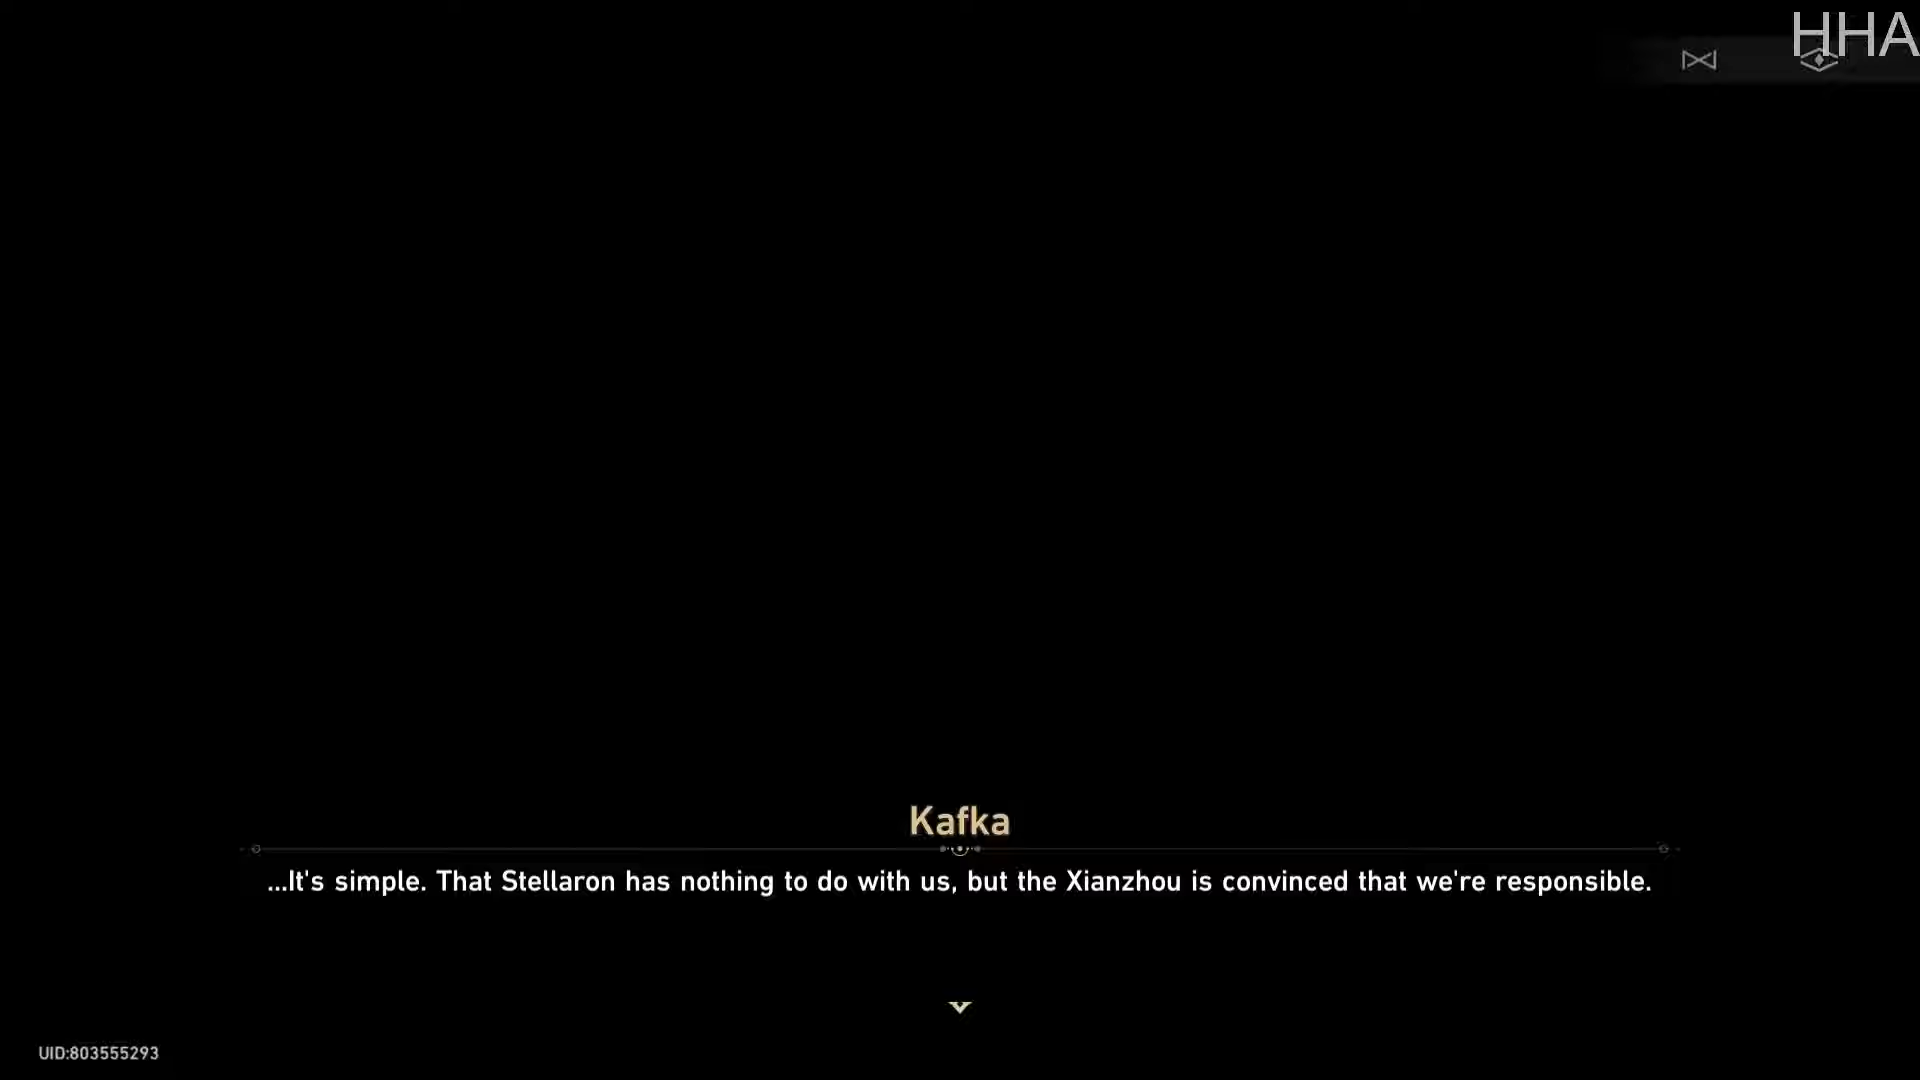 HHA
Kafka
...It's simple. That Stellaron has nothing to do with us, but the Xianzhou is convinced that we're responsible.
UID:803555293